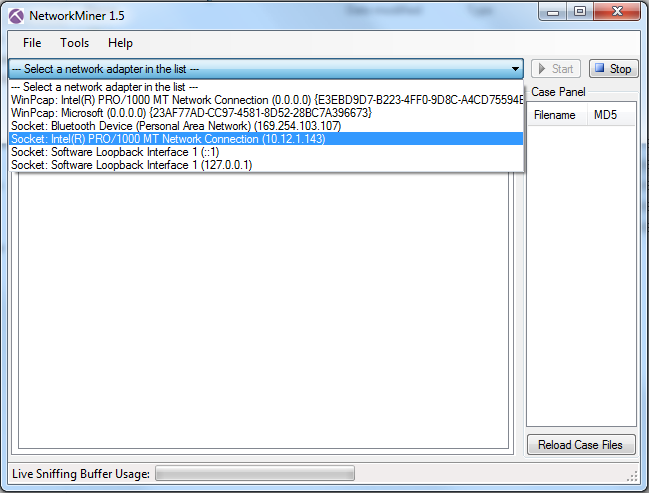 Date modified Type
NetworkMiner 1.5
File Tools Help
--- Select a network adapter in the list ---
Start
Stop
--- Select a network adapter in the list ---
WinPcap: Intel(R) PRO/1000 MT Network Connection (0.0.0.0) {E3EBD9D7-B223-4FF0-9D8C-A4CD75594E
WinPcap: Microsoft (0.0.0.0) {23AF77AD-CC97-4581-8D52-28BC7A396673}
Socket: Bluetooth Device (Personal Area Network) (169.254.103.107)
Socket: Intel(R) PRO/1000 MT Network Connection (10.12.1.143)
Socket: Software Loopback Interface 1 (::1)
Socket: Software Loopback Interface 1 (127.0.0.1)
Case Panel
Filename MD5
Reload Case Files
Live Sniffing Buffer Usage: